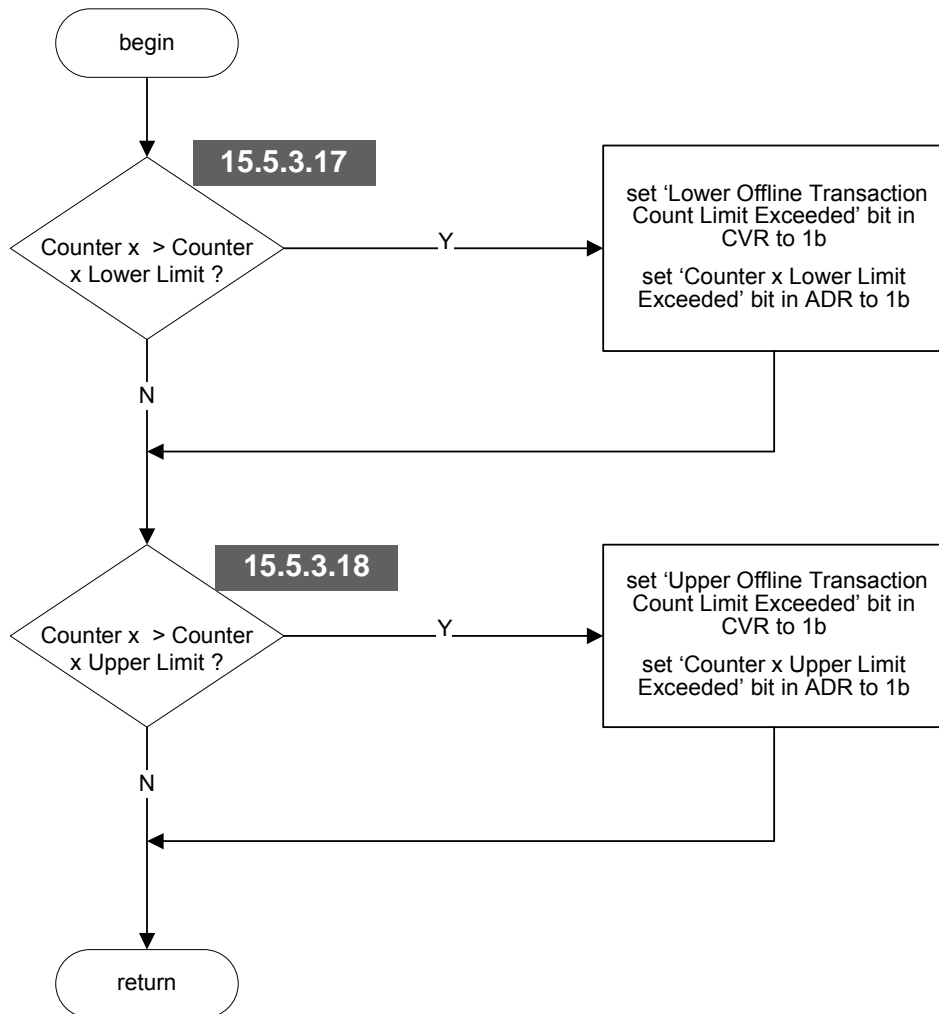 begin
15.5.3.17
Counter x > Counter
x Lower Limit ?
Y
set ‘Lower Offline Transaction
Count Limit Exceeded’ bit in
CVR to 1b
set ‘Counter x Lower Limit
Exceeded’ bit in ADR to 1b
N
15.5.3.18
Counter x > Counter
x Upper Limit ?
Y
set ‘Upper Offline Transaction
Count Limit Exceeded’ bit in
CVR to 1b
set ‘Counter x Upper Limit
Exceeded’ bit in ADR to 1b
N
return